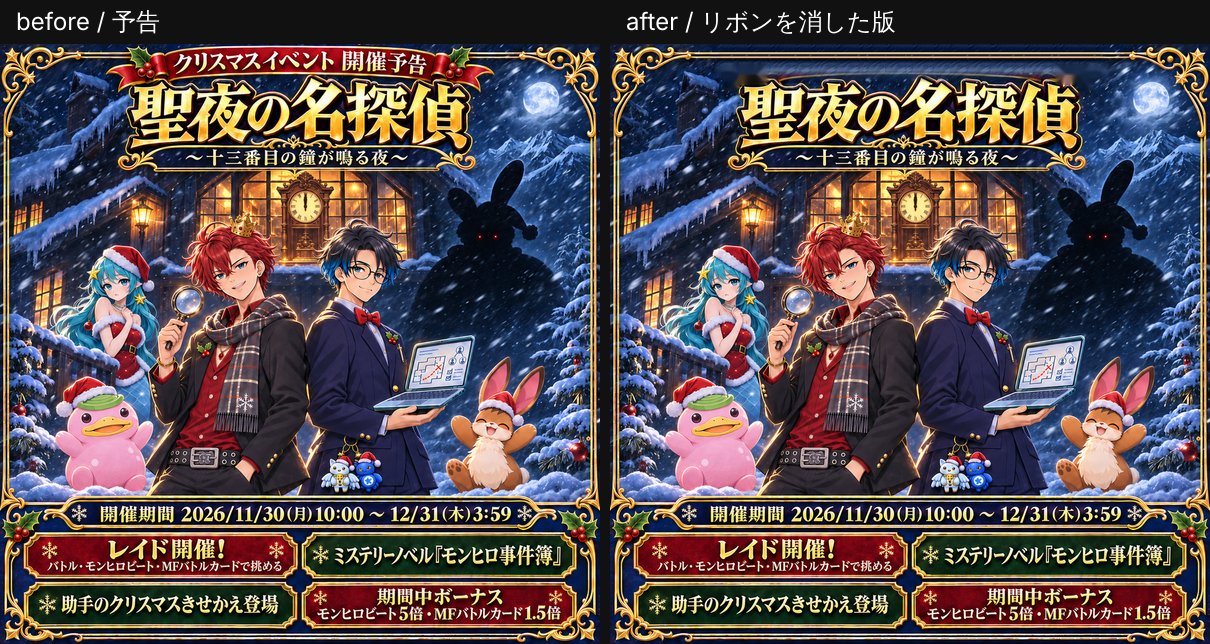 before / 予告
クリスマスイベント 開催予告
聖夜の名探偵
～十三番目の鐘が鳴る夜～
開催期間 2026/11/30(月)10:00 ～ 12/31(木)3:59
レイド開催!
バトル・モンヒロビート・MFバトルカードで挑める
ミステリーノベル『モンヒロ事件簿』
助手のクリスマスきせかえ登場
期間中ボーナス
モンヒロビート5倍・MFバトルカード1.5倍
after / リボンを消した版
聖夜の名探偵
～十三番目の鐘が鳴る夜～
開催期間 2026/11/30(月)10:00 ～ 12/31(木)3:59
レイド開催!
バトル・モンヒロビート・MFバトルカードで挑める
ミステリーノベル『モンヒロ事件簿』
助手のクリスマスきせかえ登場
期間中ボーナス
モンヒロビート5倍・MFバトルカード1.5倍